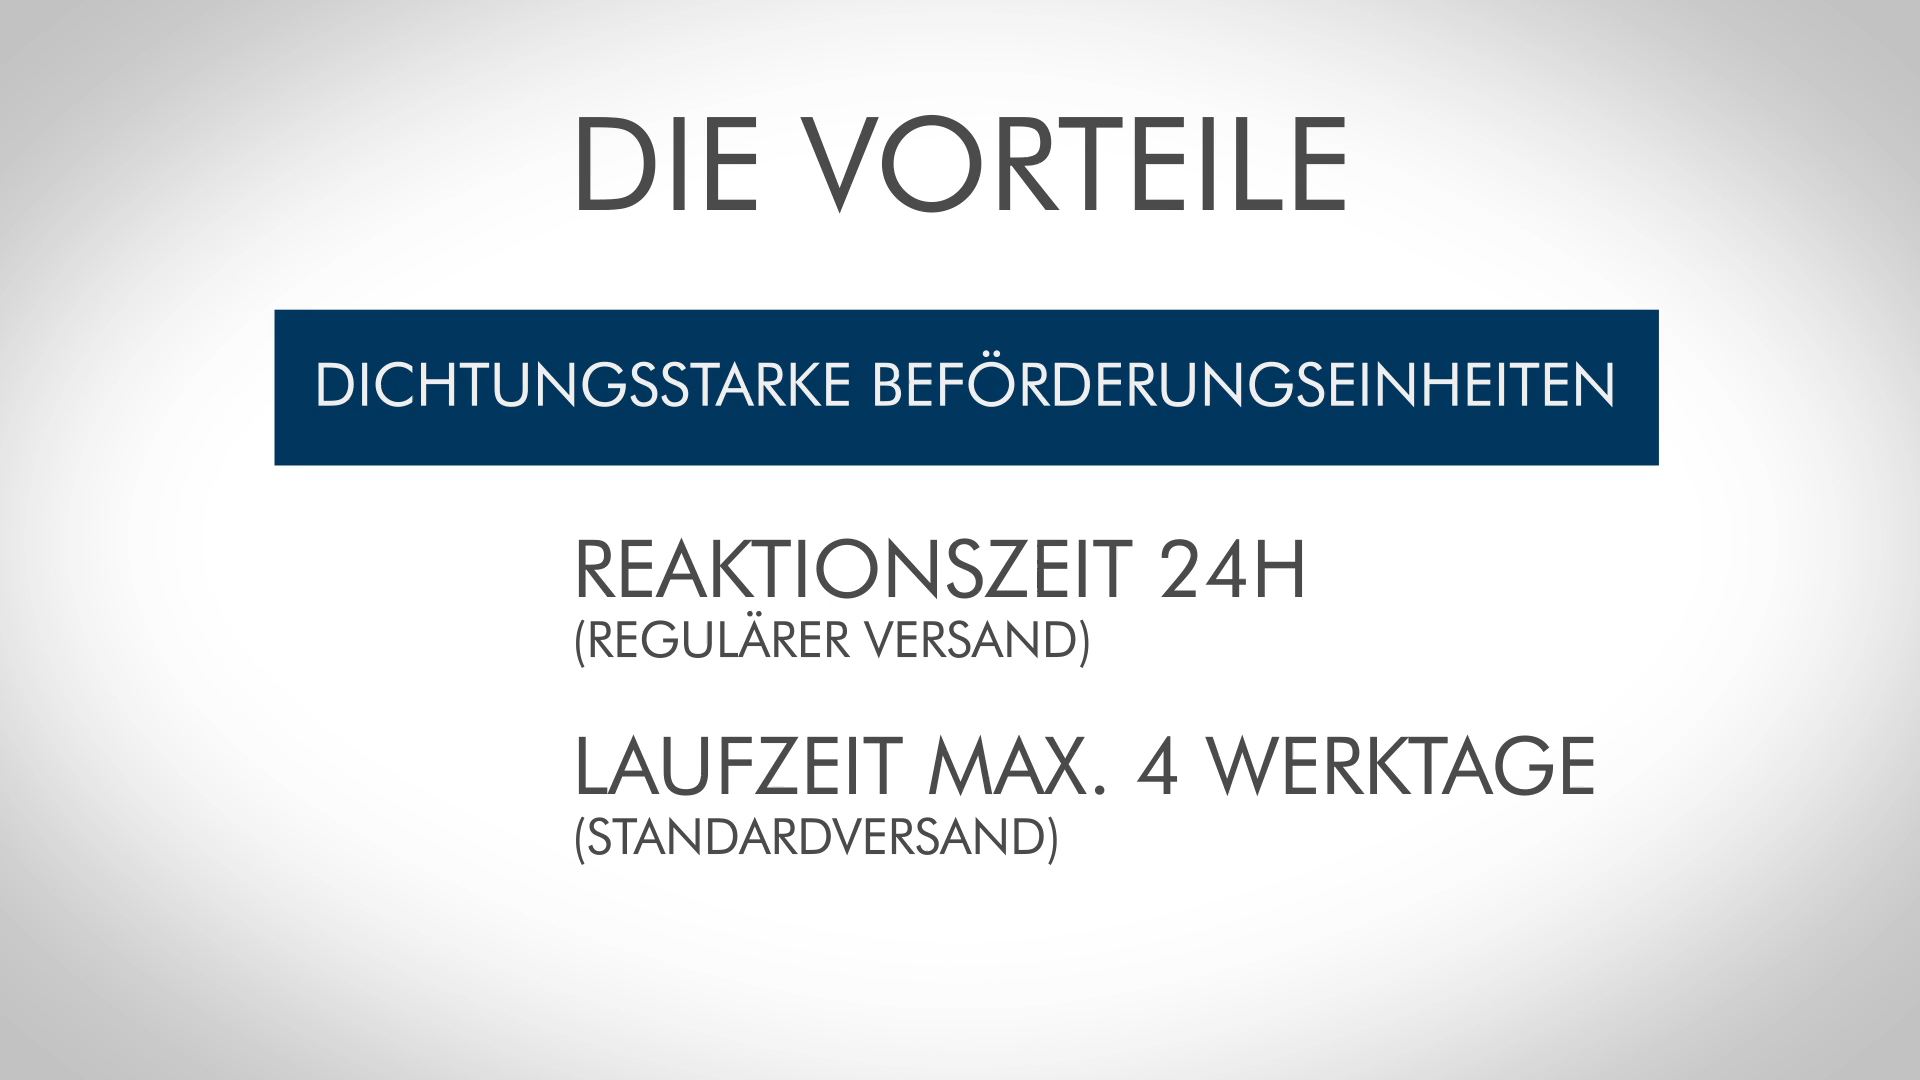 DIE VORTEILE
DICHTUNGSSTARKE BEFÖRDERUNGSEINHEITEN
REAKTIONSZEIT 24H
(REGULÄRER VERSAND)
LAUFZEIT MAX. 4 WERKTAGE
(STANDARDVERSAND)